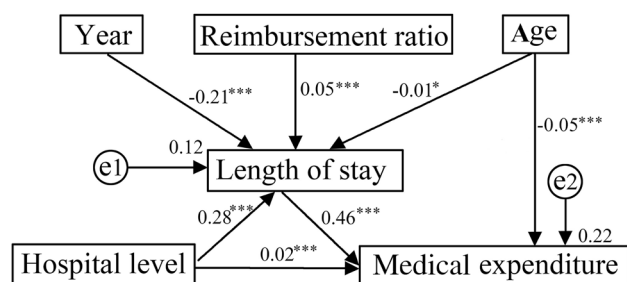 Year
Reimbursement ratio
Age
-0.21***
0.05***
-0.01*
-0.05***
e1
0.12
Length of stay
e2
0.28***
0.46***
0.22
Hospital level
0.02***
Medical expenditure